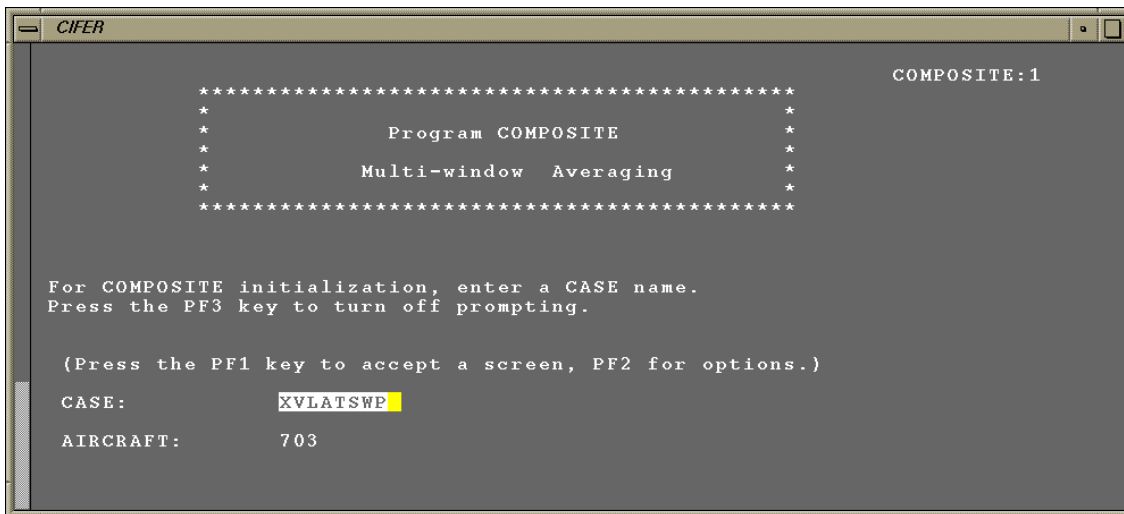 CIFER
COMPOSITE:1
********************************************
* *
* Program COMPOSITE *
* *
* Multi-window Averaging *
* *
********************************************
For COMPOSITE initialization, enter a CASE name.
Press the PF3 key to turn off prompting.
(Press the PF1 key to accept a screen, PF2 for options.)
CASE: XVLATSWP
AIRCRAFT: 703